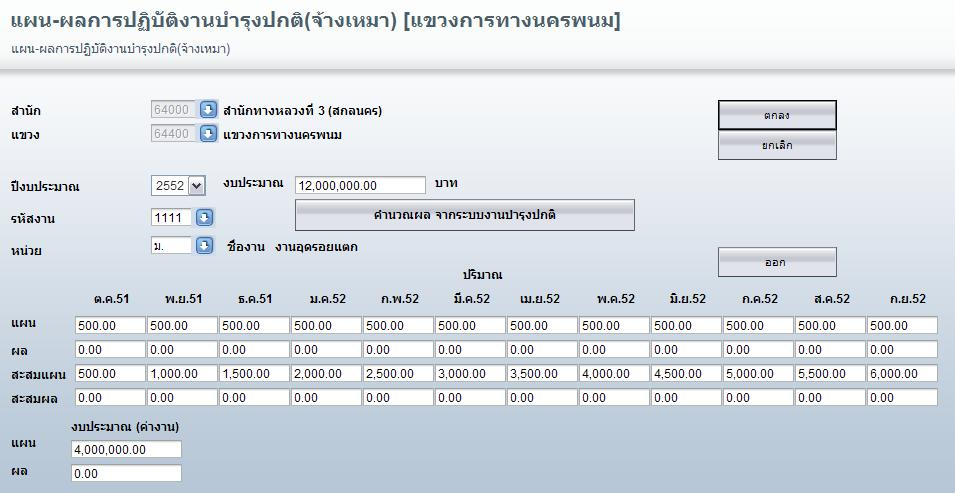 แผน-ผลการปฏิบัติงานบำรุงปกติ(จ้างเหมา) [แขวงการทางนครพนม]
แผน-ผลการปฏิบัติงานบำรุงปกติ(จ้างเหมา)
สำนัก 64000 สำนักทางหลวงที่ 3 (สกลนคร) ตกลง
แขวง 64400 แขวงการทางนครพนม ยกเลิก
ปีงบประมาณ 2552 งบประมาณ 12,000,000.00 บาท
รหัสงาน 1111 คำนวณผล จากระบบงานบำรุงปกติ
หน่วย ม. ชื่องาน งานอุดรอยแตก ออก
ปริมาณ
ต.ค.51 พ.ย.51 ธ.ค.51 ม.ค.52 ก.พ.52 มี.ค.52 เม.ย.52 พ.ค.52 มิ.ย.52 ก.ค.52 ส.ค.52 ก.ย.52
แผน 500.00 500.00 500.00 500.00 500.00 500.00 500.00 500.00 500.00 500.00 500.00 500.00
ผล 0.00 0.00 0.00 0.00 0.00 0.00 0.00 0.00 0.00 0.00 0.00 0.00
สะสมแผน 500.00 1,000.00 1,500.00 2,000.00 2,500.00 3,000.00 3,500.00 4,000.00 4,500.00 5,000.00 5,500.00 6,000.00
สะสมผล 0.00 0.00 0.00 0.00 0.00 0.00 0.00 0.00 0.00 0.00 0.00 0.00
งบประมาณ (ค่างาน)
แผน 4,000,000.00
ผล 0.00